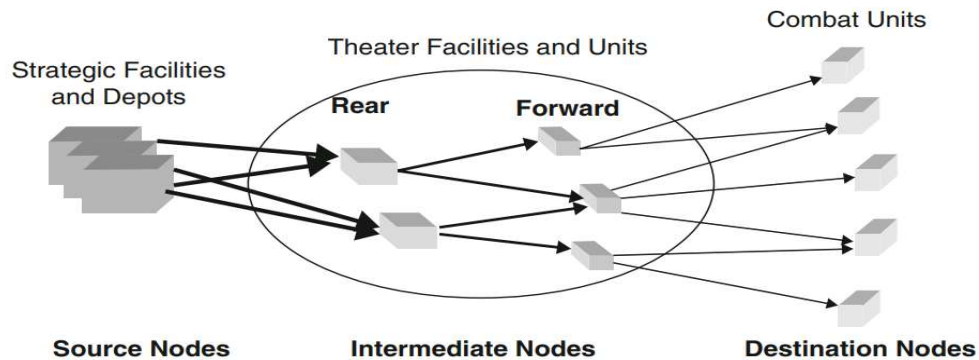 Combat Units
Theater Facilities and Units
Strategic Facilities
and Depots
Rear
Forward
Source Nodes
Intermediate Nodes
Destination Nodes